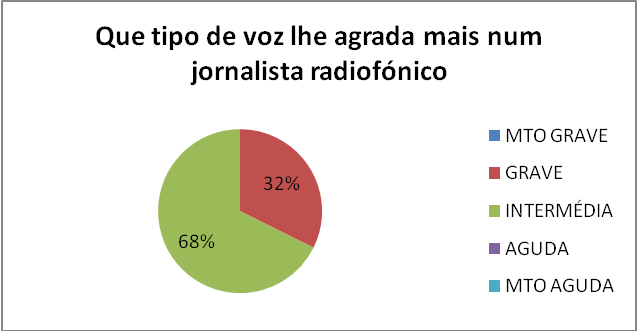 Que tipo de voz lhe agrada mais num
jornalista radiofónico
MTO GRAVE
32%
GRAVE
INTERMÉDIA
68%
AGUDA
MTO AGUDA